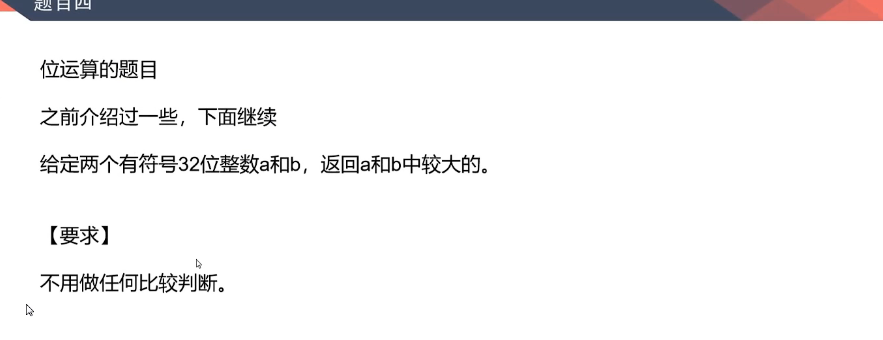 题目四
位运算的题目
之前介绍过一些，下面继续
给定两个有符号32位整数a和b，返回a和b中较大的。
【要求】
不用做任何比较判断。